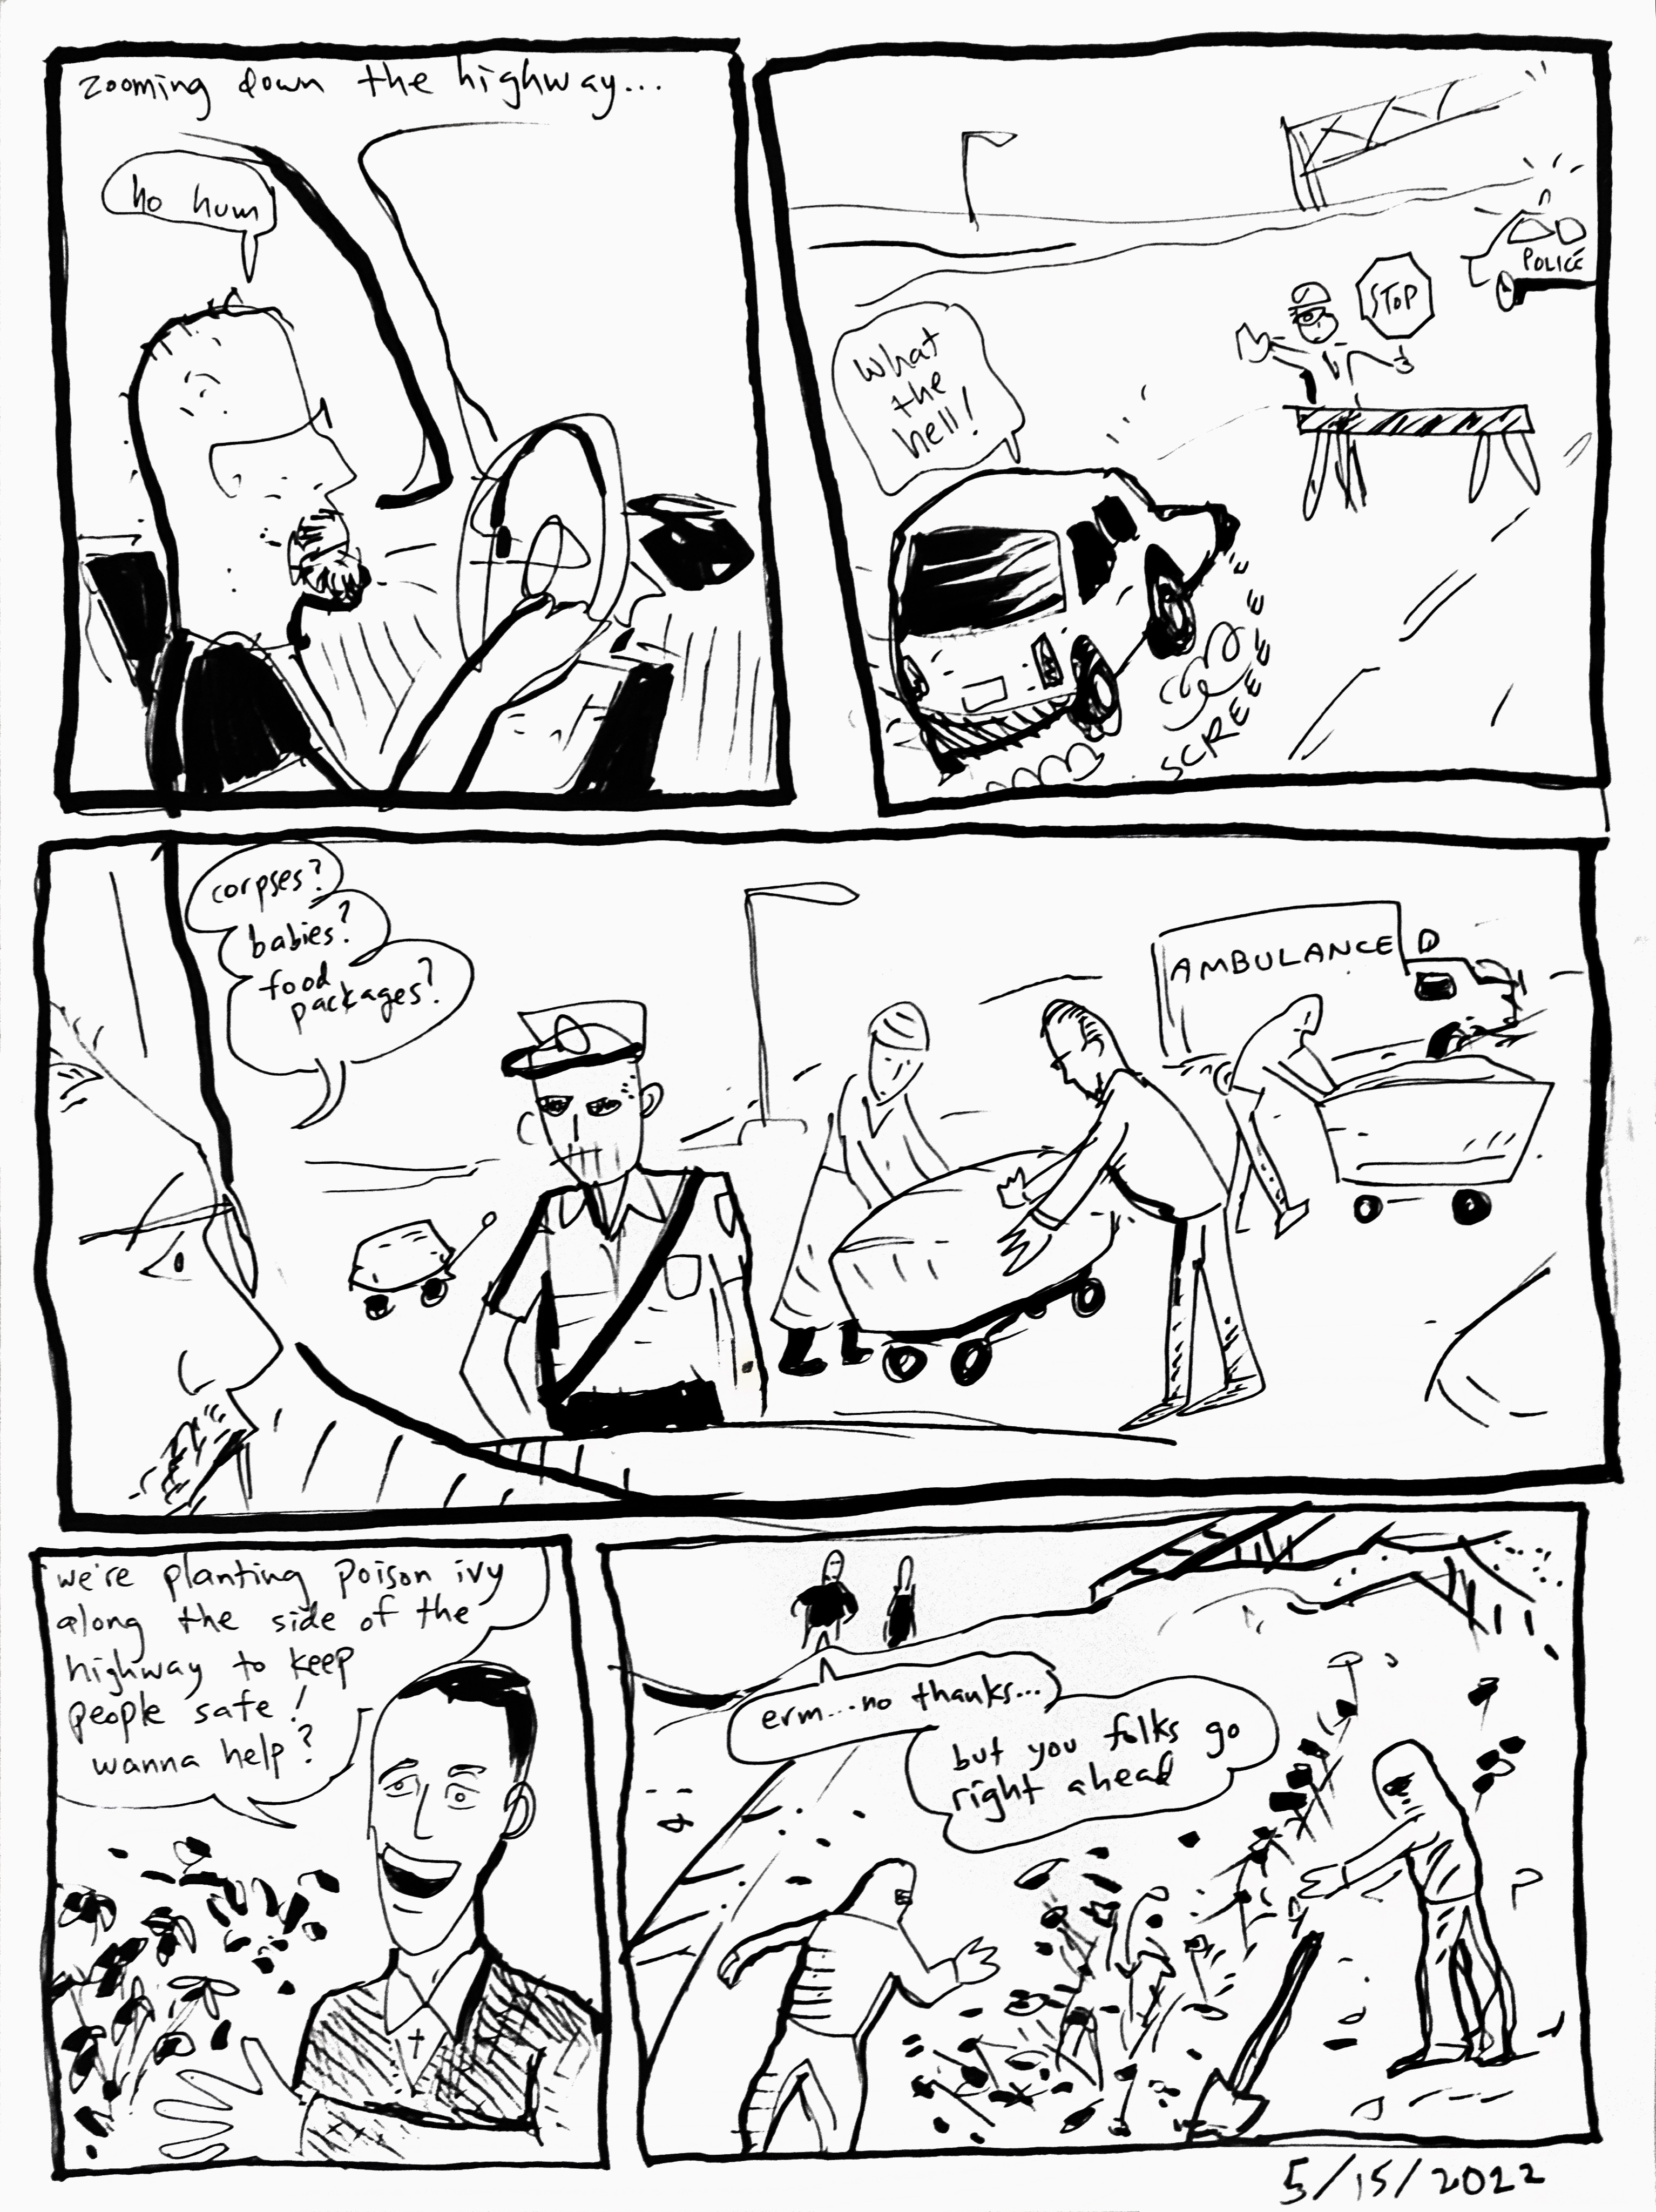 zooming down the highway...
ho hum
What
the
hell!
STOP
POLICE
SCREEEEEE
corpses?
babies?
food
packages?
AMBULANCE
we're planting poison ivy
along the side of the
highway to keep
people safe!
wanna help?
erm...no thanks...
but you folks go
right ahead
5/15/2022